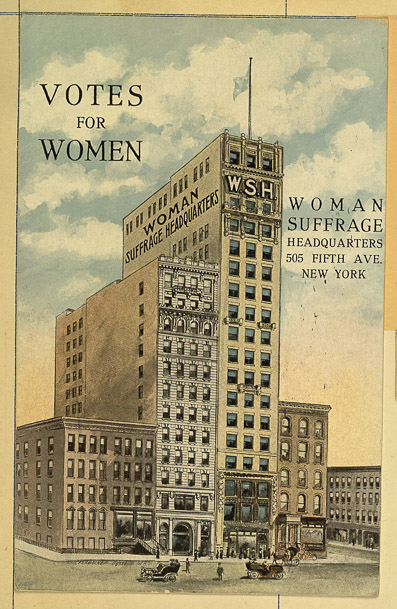 VOTES
FOR
WOMEN
WOMAN
SUFFRAGE HEADQUARTERS
W.S.H
WOMAN
SUFFRAGE
HEADQUARTERS
505 FIFTH AVE.
NEW YORK